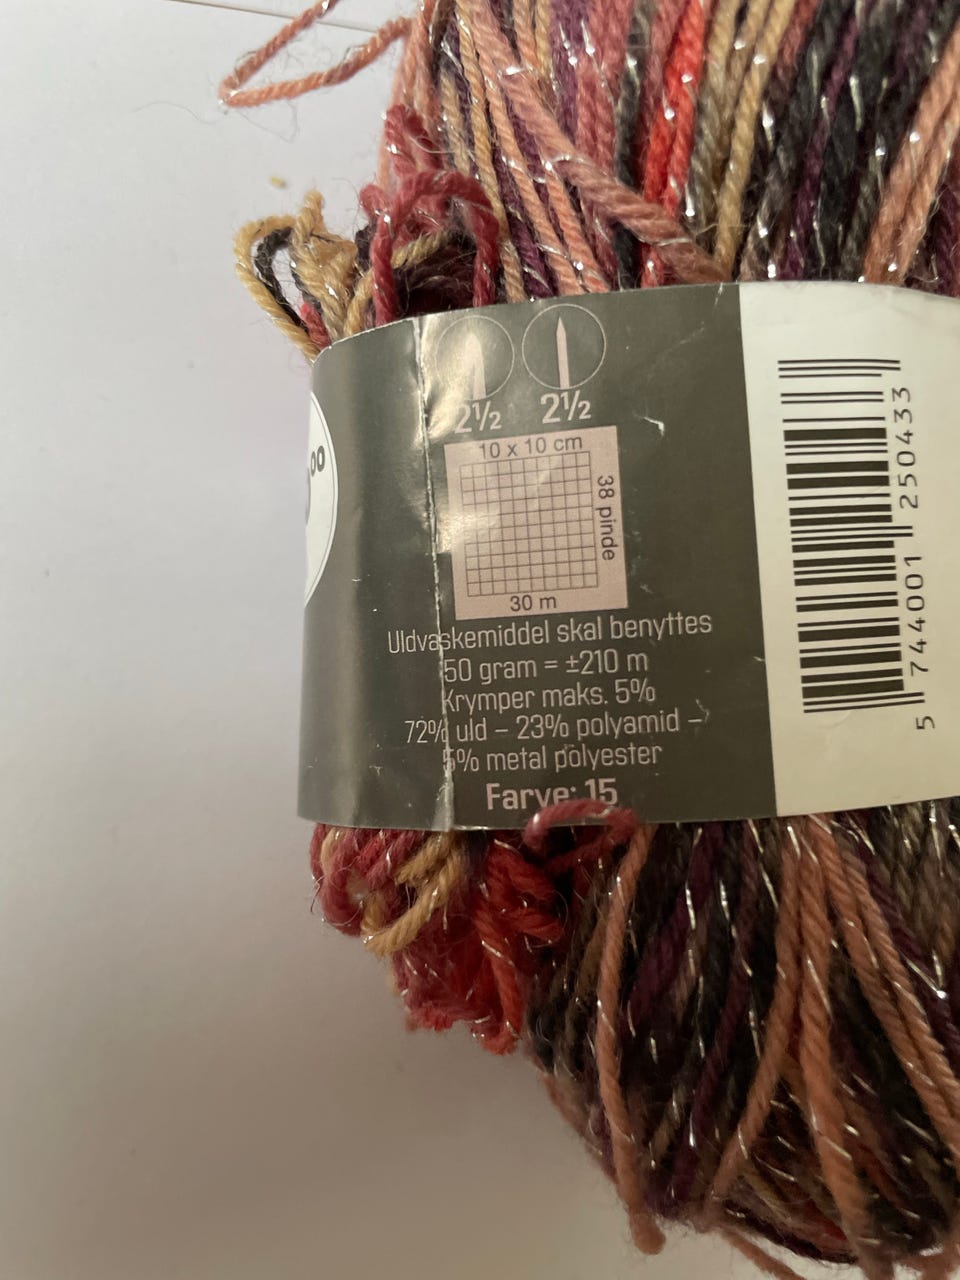 00
2½ 2½
10 x 10 cm
38 pinde
30 m
Uldvaskemiddel skal benyttes
50 gram = ±210 m
Krymper maks. 5%
72% uld – 23% polyamid –
5% metal polyester
Farve: 15
5 744001 250433